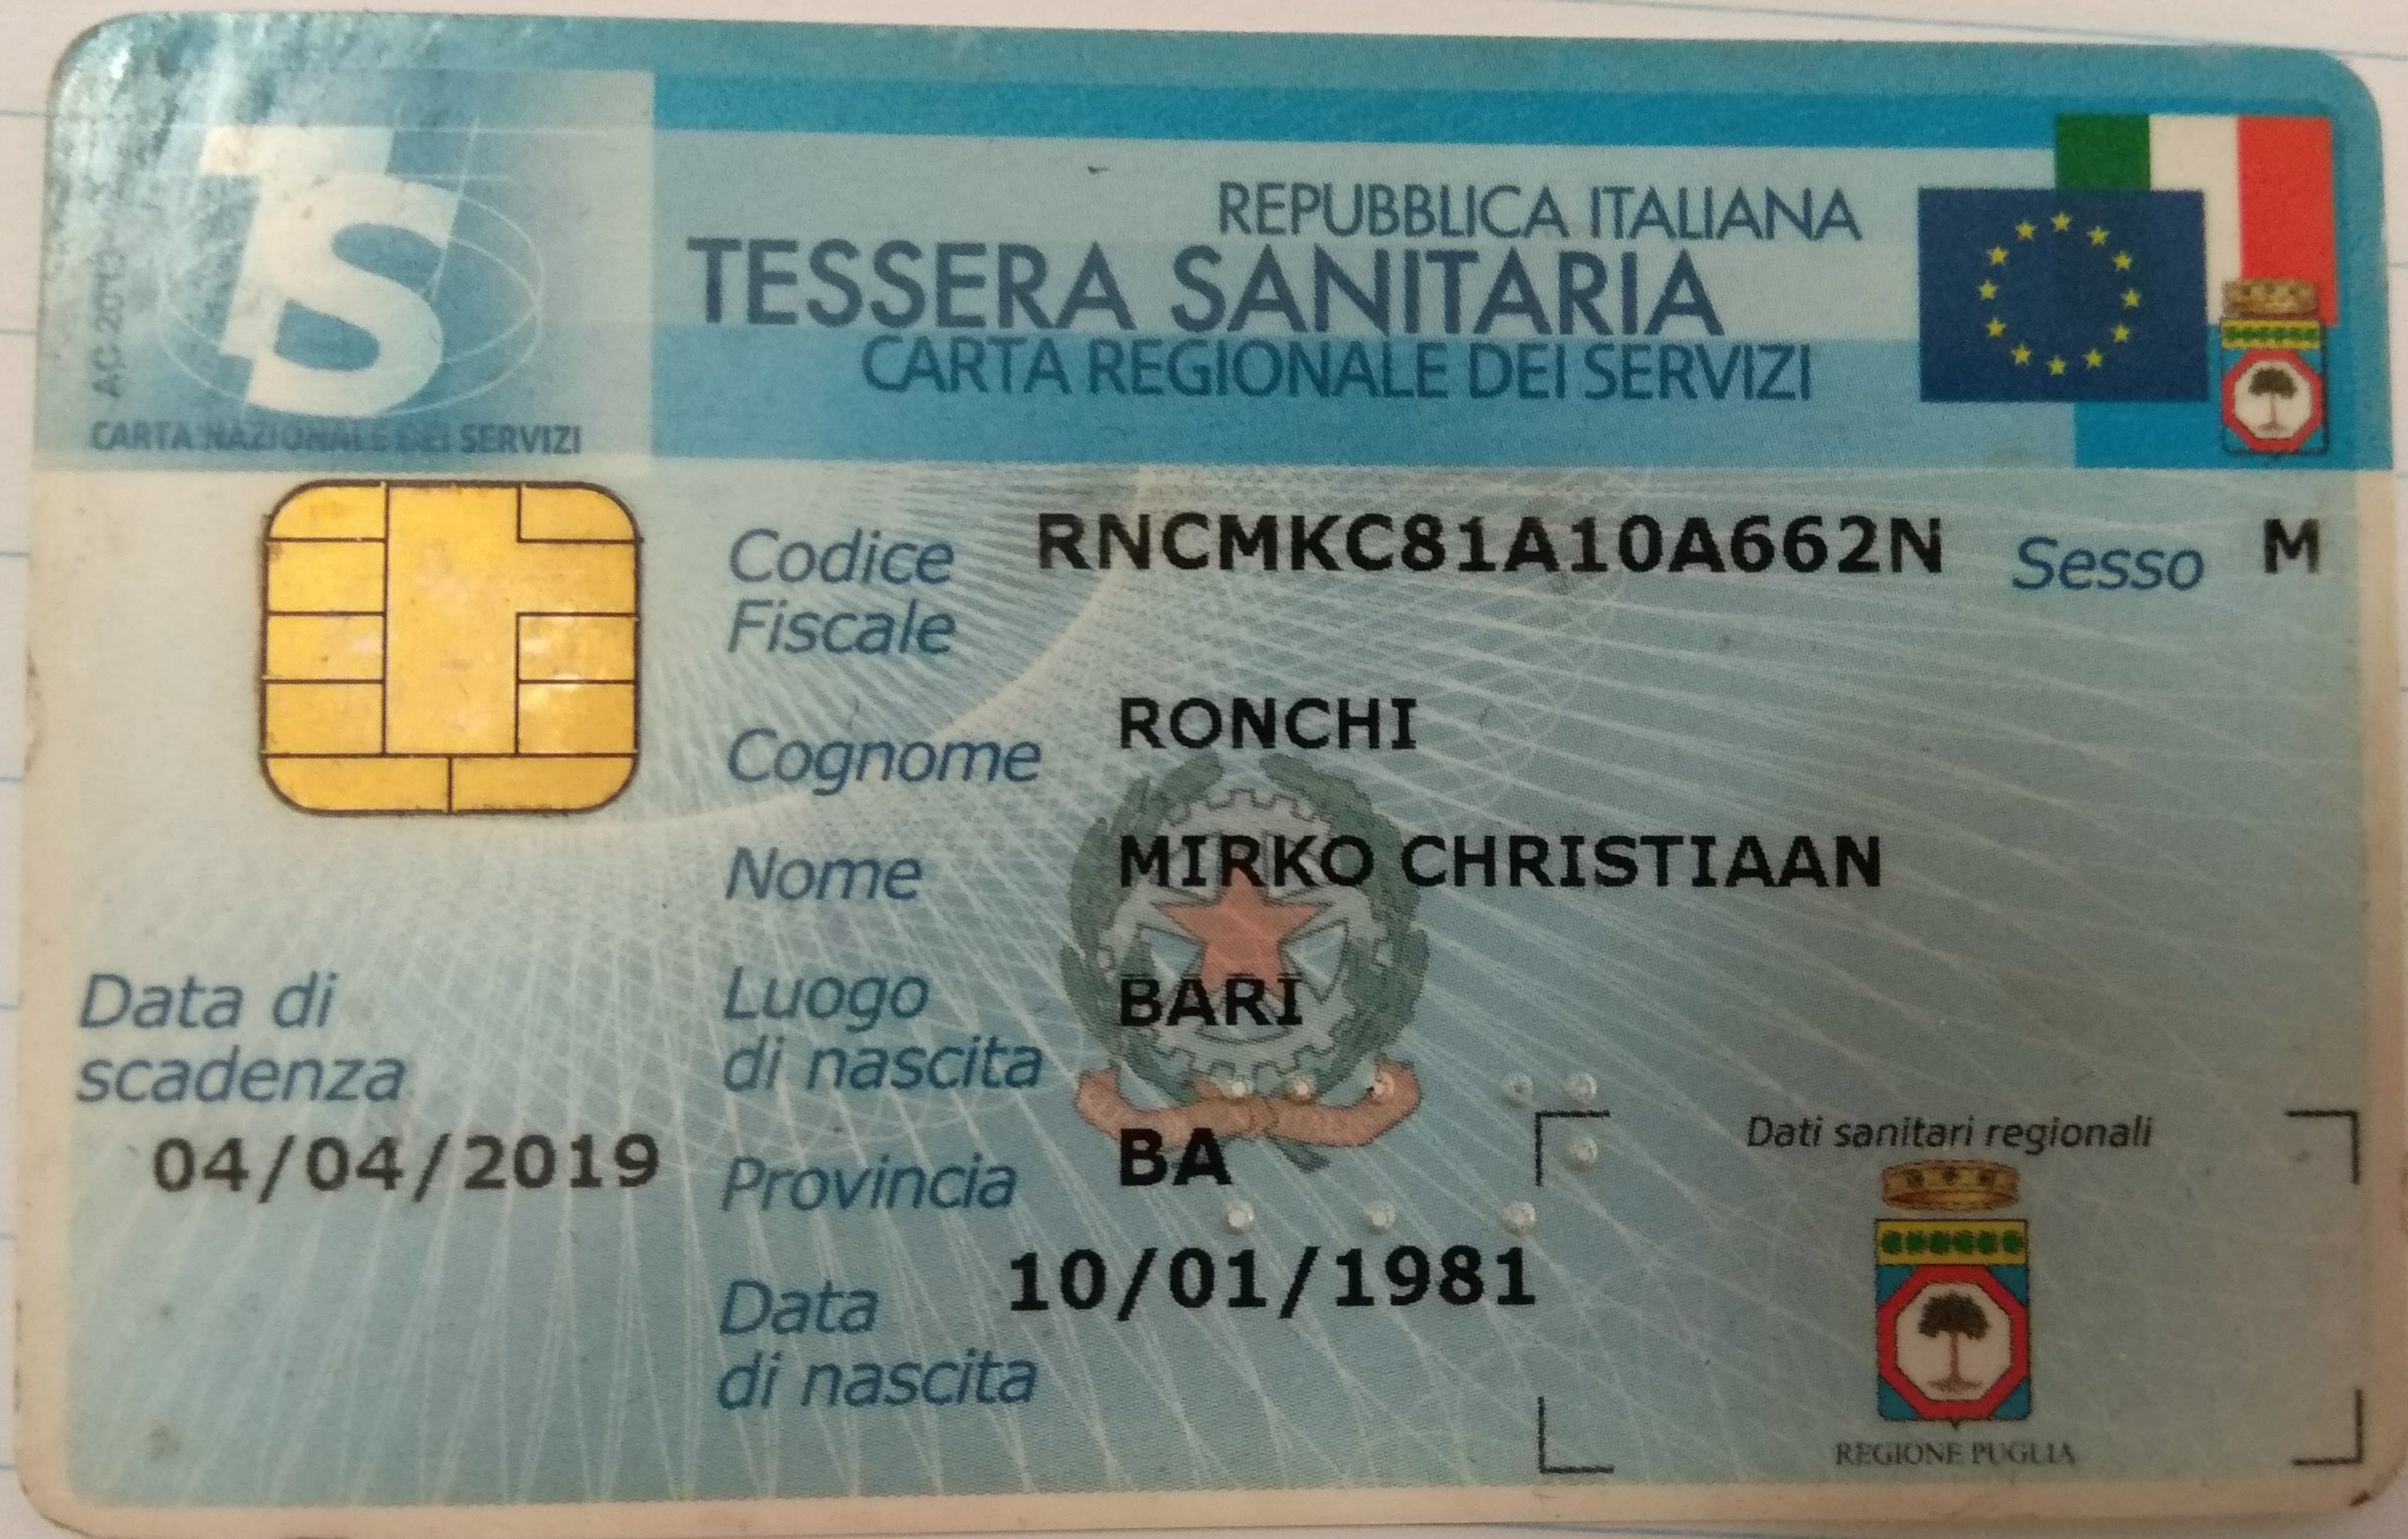 TS
CARTA NAZIONALE DEI SERVIZI
REPUBBLICA ITALIANA
TESSERA SANITARIA
CARTA REGIONALE DEI SERVIZI
Codice Fiscale RNCMKC81A10A662N Sesso M
Cognome RONCHI
Nome MIRKO CHRISTIAAN
Luogo di nascita BARI
Provincia BA
Data di nascita 10/01/1981
Data di scadenza
04/04/2019
Dati sanitari regionali
REGIONE PUGLIA